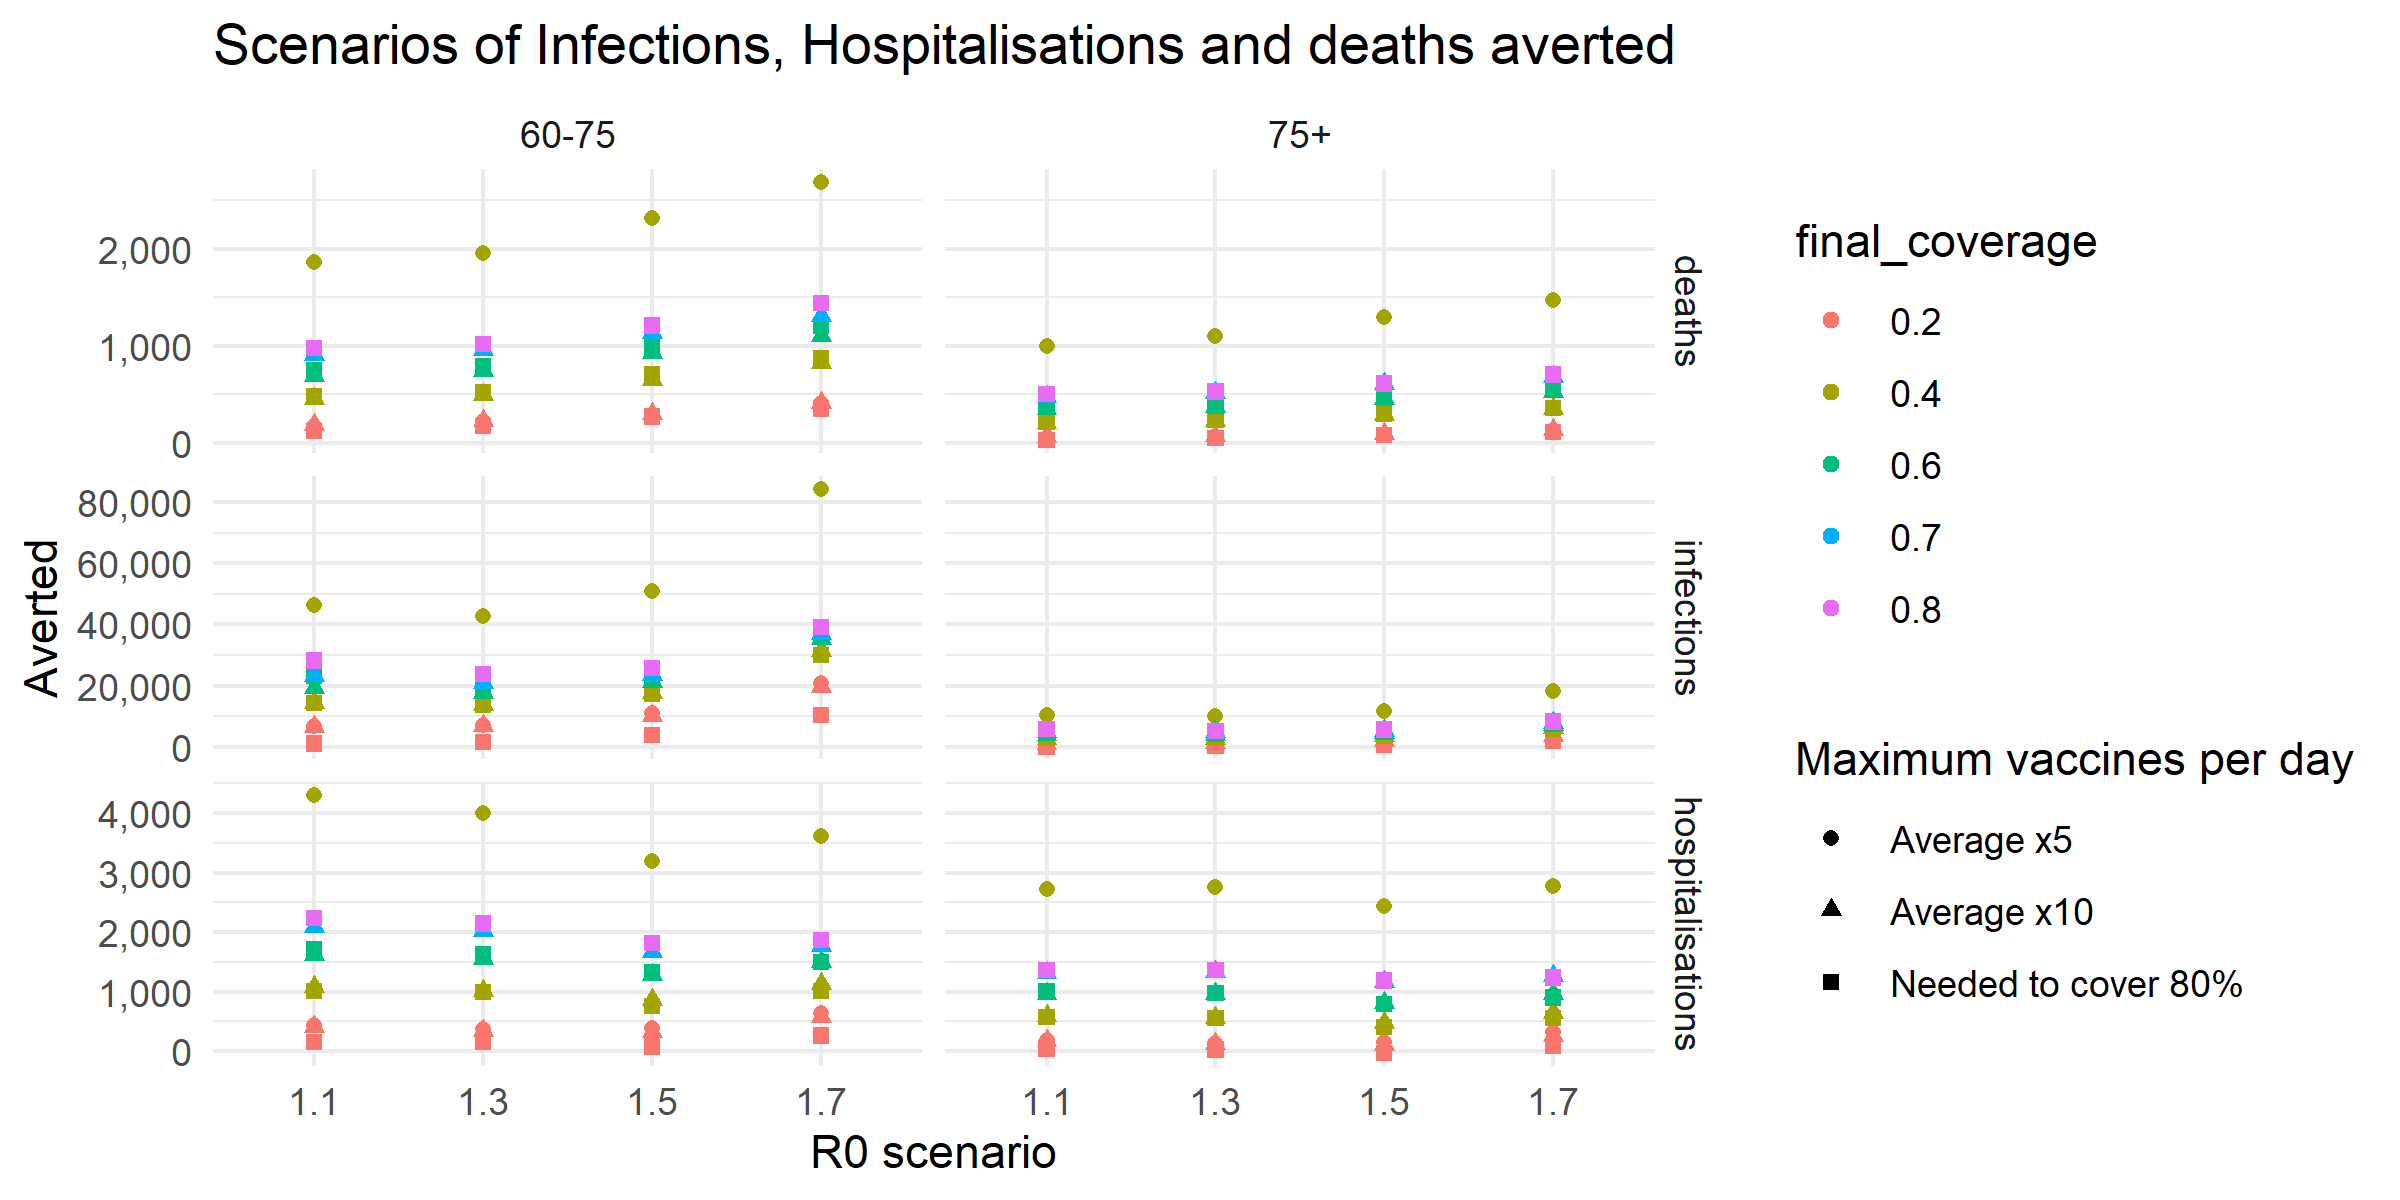 Scenarios of Infections, Hospitalisations and deaths averted
60-75
75+
2,000
1,000
0
deaths
80,000
60,000
40,000
20,000
0
infections
4,000
3,000
2,000
1,000
0
hospitalisations
Averted
1.1 1.3 1.5 1.7
1.1 1.3 1.5 1.7
R0 scenario
final_coverage
0.2
0.4
0.6
0.7
0.8
Maximum vaccines per day
Average x5
Average x10
Needed to cover 80%